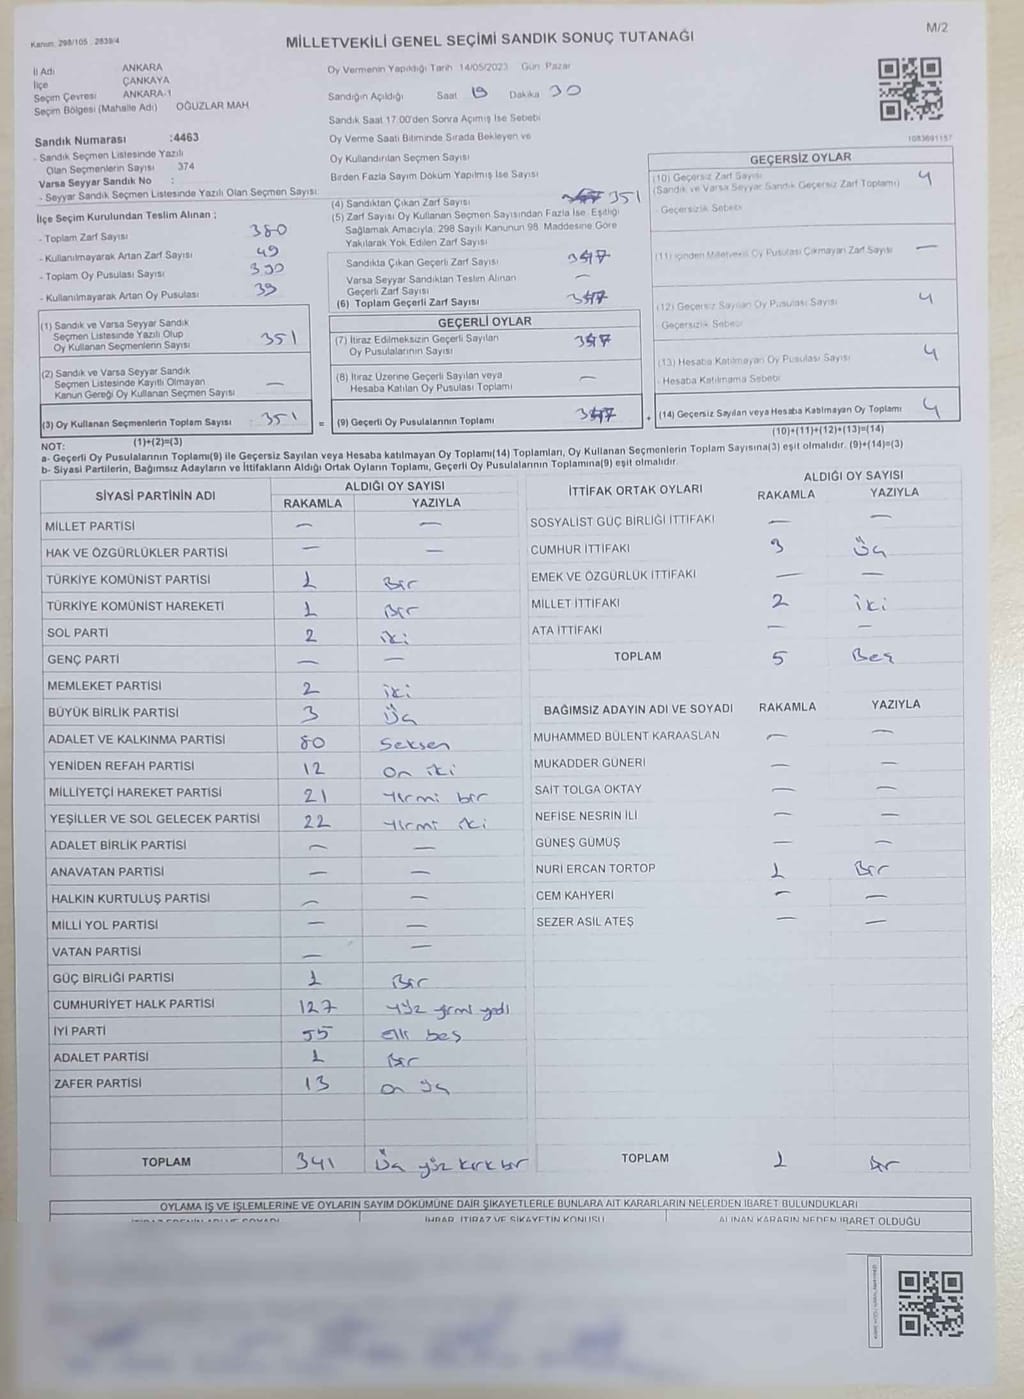 Kanun: 298/105 2839/4
MİLLETVEKİLİ GENEL SEÇİMİ SANDIK SONUÇ TUTANAĞI
M/2
İl Adı ANKARA
İlçe ÇANKAYA
Seçim Çevresi ANKARA-1
Seçim Bölgesi (Mahalle Adı) OĞUZLAR MAH
Sandık Numarası :4463
- Sandık Seçmen Listesinde Yazılı
Olan Seçmenlerin Sayısı 374
Varsa Seyyar Sandık No :
- Seyyar Sandık Seçmen Listesinde Yazılı Olan Seçmen Sayısı:
Oy Vermenin Yapıldığı Tarih 14/05/2023 Gün Pazar
Sandığın Açıldığı Saat 19 Dakika 30
Sandık Saat 17.00'den Sonra Açımış İse Sebebi
Oy Verme Saati Bitiminde Sırada Bekleyen ve
Oy Kullandırılan Seçmen Sayısı
Birden Fazla Sayım Döküm Yapılmış İse Sayısı
1083691157
İlçe Seçim Kurulundan Teslim Alınan ;
- Toplam Zarf Sayısı 380
- Kullanılmayarak Artan Zarf Sayısı 49
- Toplam Oy Pusulası Sayısı 390
- Kullanılmayarak Artan Oy Pusulası 39
(1) Sandık ve Varsa Seyyar Sandık
Seçmen Listesinde Yazılı Olup
Oy Kullanan Seçmenlerin Sayısı 351
(2) Sandık ve Varsa Seyyar Sandık
Seçmen Listesinde Kayıtlı Olmayan
Kanun Gereği Oy Kullanan Seçmen Sayısı —
(3) Oy Kullanan Seçmenlerin Toplam Sayısı 351
(1)+(2)=(3)
(4) Sandıktan Çıkan Zarf Sayısı 351
(5) Zarf Sayısı Oy Kullanan Seçmen Sayısından Fazla İse, Eşitliği
Sağlamak Amacıyla, 298 Sayılı Kanunun 98. Maddesine Göre
Yakılarak Yok Edilen Zarf Sayısı
Sandıkta Çıkan Geçerli Zarf Sayısı 347
Varsa Seyyar Sandıktan Teslim Alınan
Geçerli Zarf Sayısı —
(6) Toplam Geçerli Zarf Sayısı 347
GEÇERLİ OYLAR
(7) İtiraz Edilmeksizin Geçerli Sayılan
Oy Pusulalarının Sayısı 347
(8) İtiraz Üzerine Geçerli Sayılan veya
Hesaba Katılan Oy Pusulası Toplamı —
= (9) Geçerli Oy Pusulalarının Toplamı 347
GEÇERSİZ OYLAR
(10) Geçersiz Zarf Sayısı 4
(Sandık ve Varsa Seyyar Sandık Geçersiz Zarf Toplamı)
- Geçersizlik Sebebi
(11) İçinden Milletvekili Oy Pusulası Çıkmayan Zarf Sayısı —
(12) Geçersiz Sayılan Oy Pusulası Sayısı 4
Geçersizlik Sebebi
(13) Hesaba Katılmayan Oy Pusulası Sayısı 4
- Hesaba Katılmama Sebebi
+ (14) Geçersiz Sayılan veya Hesaba Katılmayan Oy Toplamı 4
(10)+(11)+(12)+(13)=(14)
NOT:
a- Geçerli Oy Pusulalarının Toplamı(9) ile Geçersiz Sayılan veya Hesaba katılmayan Oy Toplamı(14) Toplamları, Oy Kullanan Seçmenlerin Toplam Sayısına(3) eşit olmalıdır. (9)+(14)=(3)
b- Siyasi Partilerin, Bağımsız Adayların ve İttifakların Aldığı Ortak Oyların Toplamı, Geçerli Oy Pusulalarının Toplamına(9) eşit olmalıdır.
SİYASİ PARTİNİN ADI ALDIĞI OY SAYISI
RAKAMLA YAZIYLA
MİLLET PARTİSİ — —
HAK VE ÖZGÜRLÜKLER PARTİSİ — —
TÜRKİYE KOMÜNİST PARTİSİ 1 Bir
TÜRKİYE KOMÜNİST HAREKETİ 1 Bir
SOL PARTİ 2 iki
GENÇ PARTİ — —
MEMLEKET PARTİSİ 2 iki
BÜYÜK BİRLİK PARTİSİ 3 Üç
ADALET VE KALKINMA PARTİSİ 80 Seksen
YENİDEN REFAH PARTİSİ 12 On iki
MİLLİYETÇİ HAREKET PARTİSİ 21 Yirmi bir
YEŞİLLER VE SOL GELECEK PARTİSİ 22 Yirmi iki
ADALET BİRLİK PARTİSİ — —
ANAVATAN PARTİSİ — —
HALKIN KURTULUŞ PARTİSİ — —
MİLLİ YOL PARTİSİ — —
VATAN PARTİSİ — —
GÜÇ BİRLİĞİ PARTİSİ 1 Bir
CUMHURİYET HALK PARTİSİ 127 Yüz yirmi yedi
İYİ PARTİ 55 elli beş
ADALET PARTİSİ 1 Bir
ZAFER PARTİSİ 13 on üç
TOPLAM 341 Üç yüz kırk bir
İTTİFAK ORTAK OYLARI ALDIĞI OY SAYISI
RAKAMLA YAZIYLA
SOSYALİST GÜÇ BİRLİĞİ İTTİFAKI — —
CUMHUR İTTİFAKI 3 Üç
EMEK VE ÖZGÜRLÜK İTTİFAKI — —
MİLLET İTTİFAKI 2 iki
ATA İTTİFAKI — —
TOPLAM 5 Beş
BAĞIMSIZ ADAYIN ADI VE SOYADI RAKAMLA YAZIYLA
MUHAMMED BÜLENT KARAASLAN — —
MUKADDER GÜNERİ — —
SAİT TOLGA OKTAY — —
NEFİSE NESRİN İLİ — —
GÜNEŞ GÜMÜŞ — —
NURİ ERCAN TORTOP 1 Bir
CEM KAHYERİ — —
SEZER ASIL ATEŞ — —
TOPLAM 1 Bir
OYLAMA İŞ VE İŞLEMLERİNE VE OYLARIN SAYIM DÖKÜMÜNE DAİR ŞİKAYETLERLE BUNLARA AİT KARARLARIN NELERDEN İBARET BULUNDUKLARI
İHBAR, İTİRAZ VE ŞİKAYETİN KONUSU ALINAN KARARIN NEDEN İBARET OLDUĞU